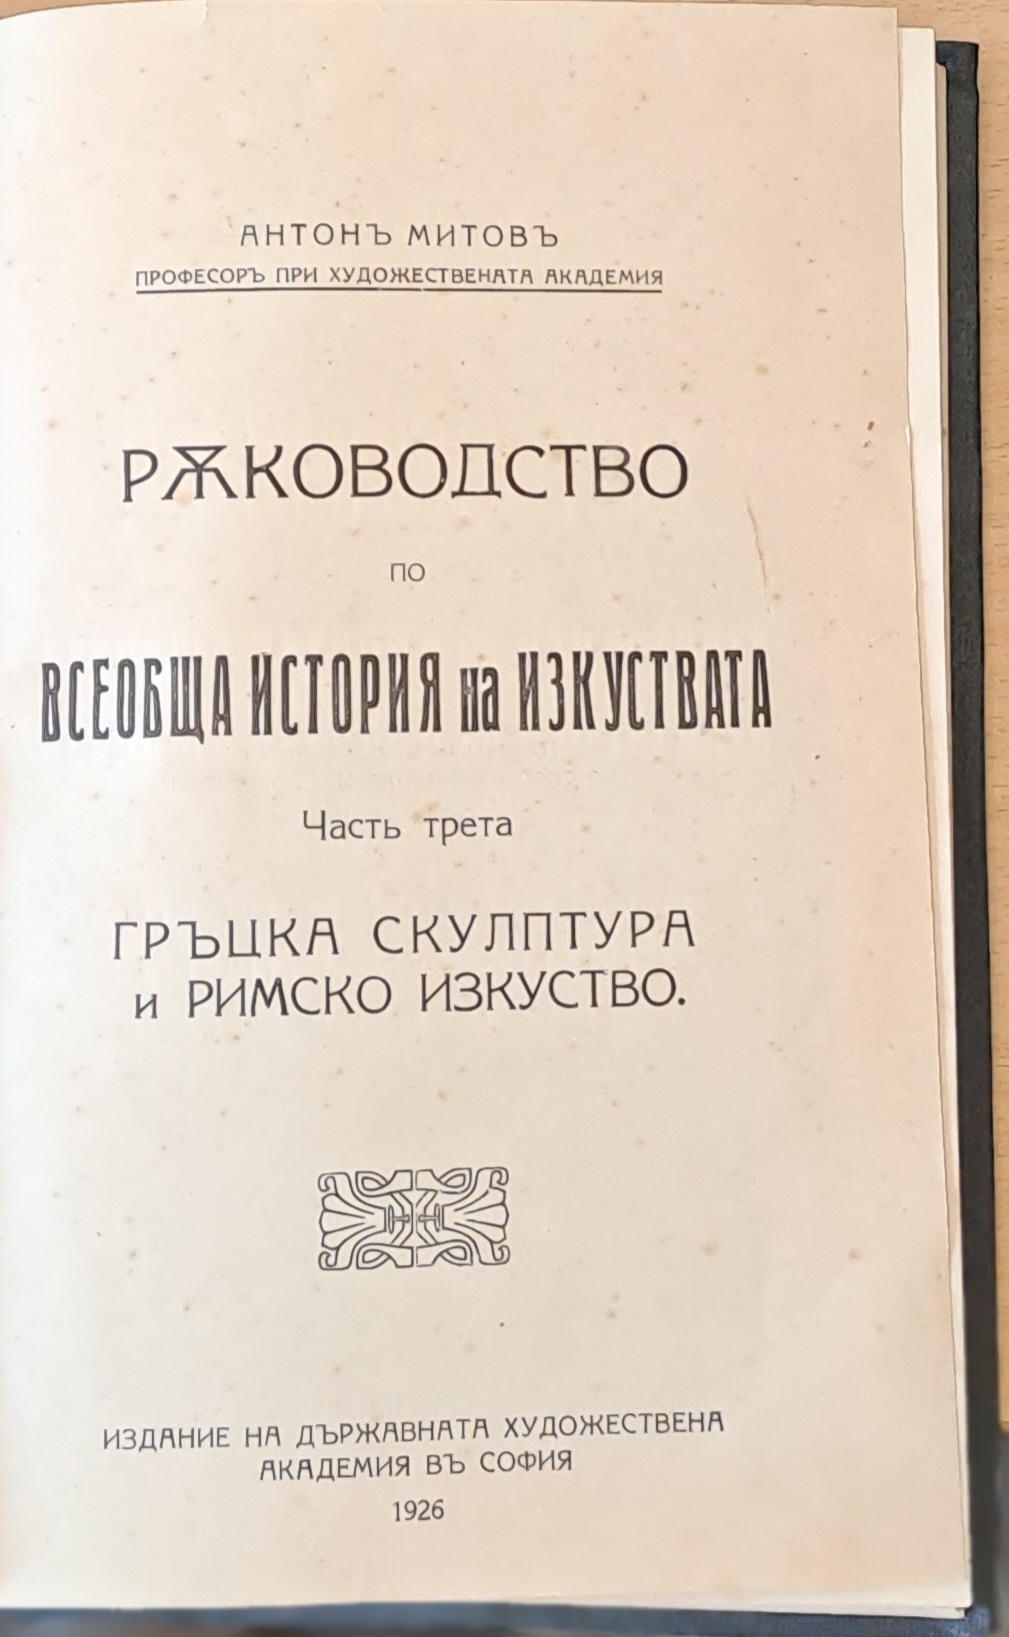 АНТОНЪ МИТОВЪ
ПРОФЕСОРЪ ПРИ ХУДОЖЕСТВЕНАТА АКАДЕМИЯ
РѪКОВОДСТВО
ПО
ВСЕОБЩА ИСТОРИЯ на ИЗКУСТВАТА
Часть трета
ГРЪЦКА СКУЛПТУРА
и РИМСКО ИЗКУСТВО.
ИЗДАНИЕ НА ДЪРЖАВНАТА ХУДОЖЕСТВЕНА
АКАДЕМИЯ ВЪ СОФИЯ
1926